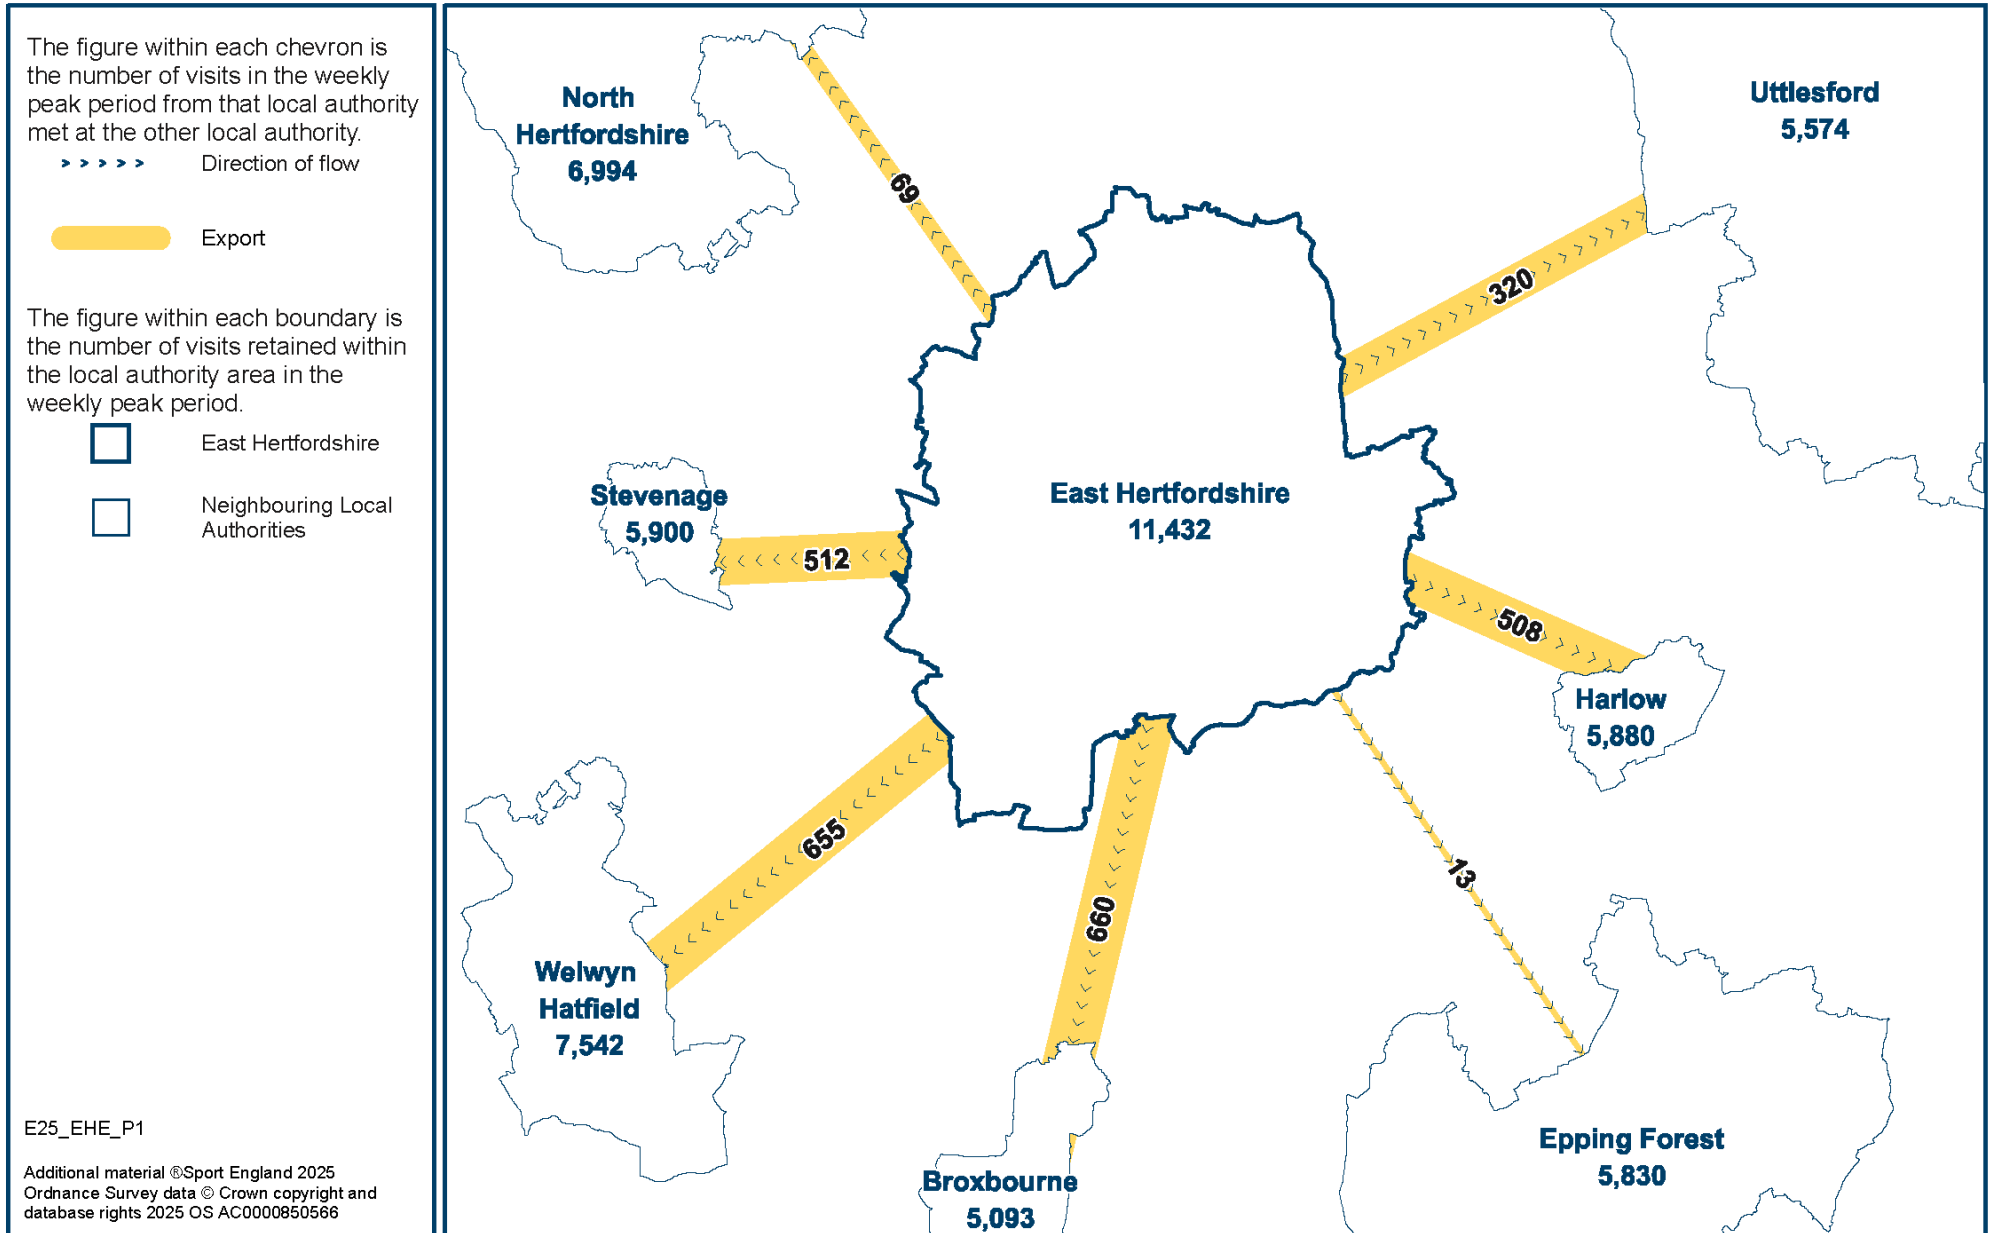 The figure within each chevron is
the number of visits in the weekly
peak period from that local authority
met at the other local authority.
Direction of flow
Export
The figure within each boundary is
the number of visits retained within
the local authority area in the
weekly peak period.
East Hertfordshire
Neighbouring Local
Authorities
E25_EHE_P1
Additional material ®Sport England 2025
Ordnance Survey data © Crown copyright and
database rights 2025 OS AC0000850566
North
Hertfordshire
6,994
Uttlesford
5,574
69
320
Stevenage
5,900
512
East Hertfordshire
11,432
508
Harlow
5,880
655
660
13
Welwyn
Hatfield
7,542
Broxbourne
5,093
Epping Forest
5,830